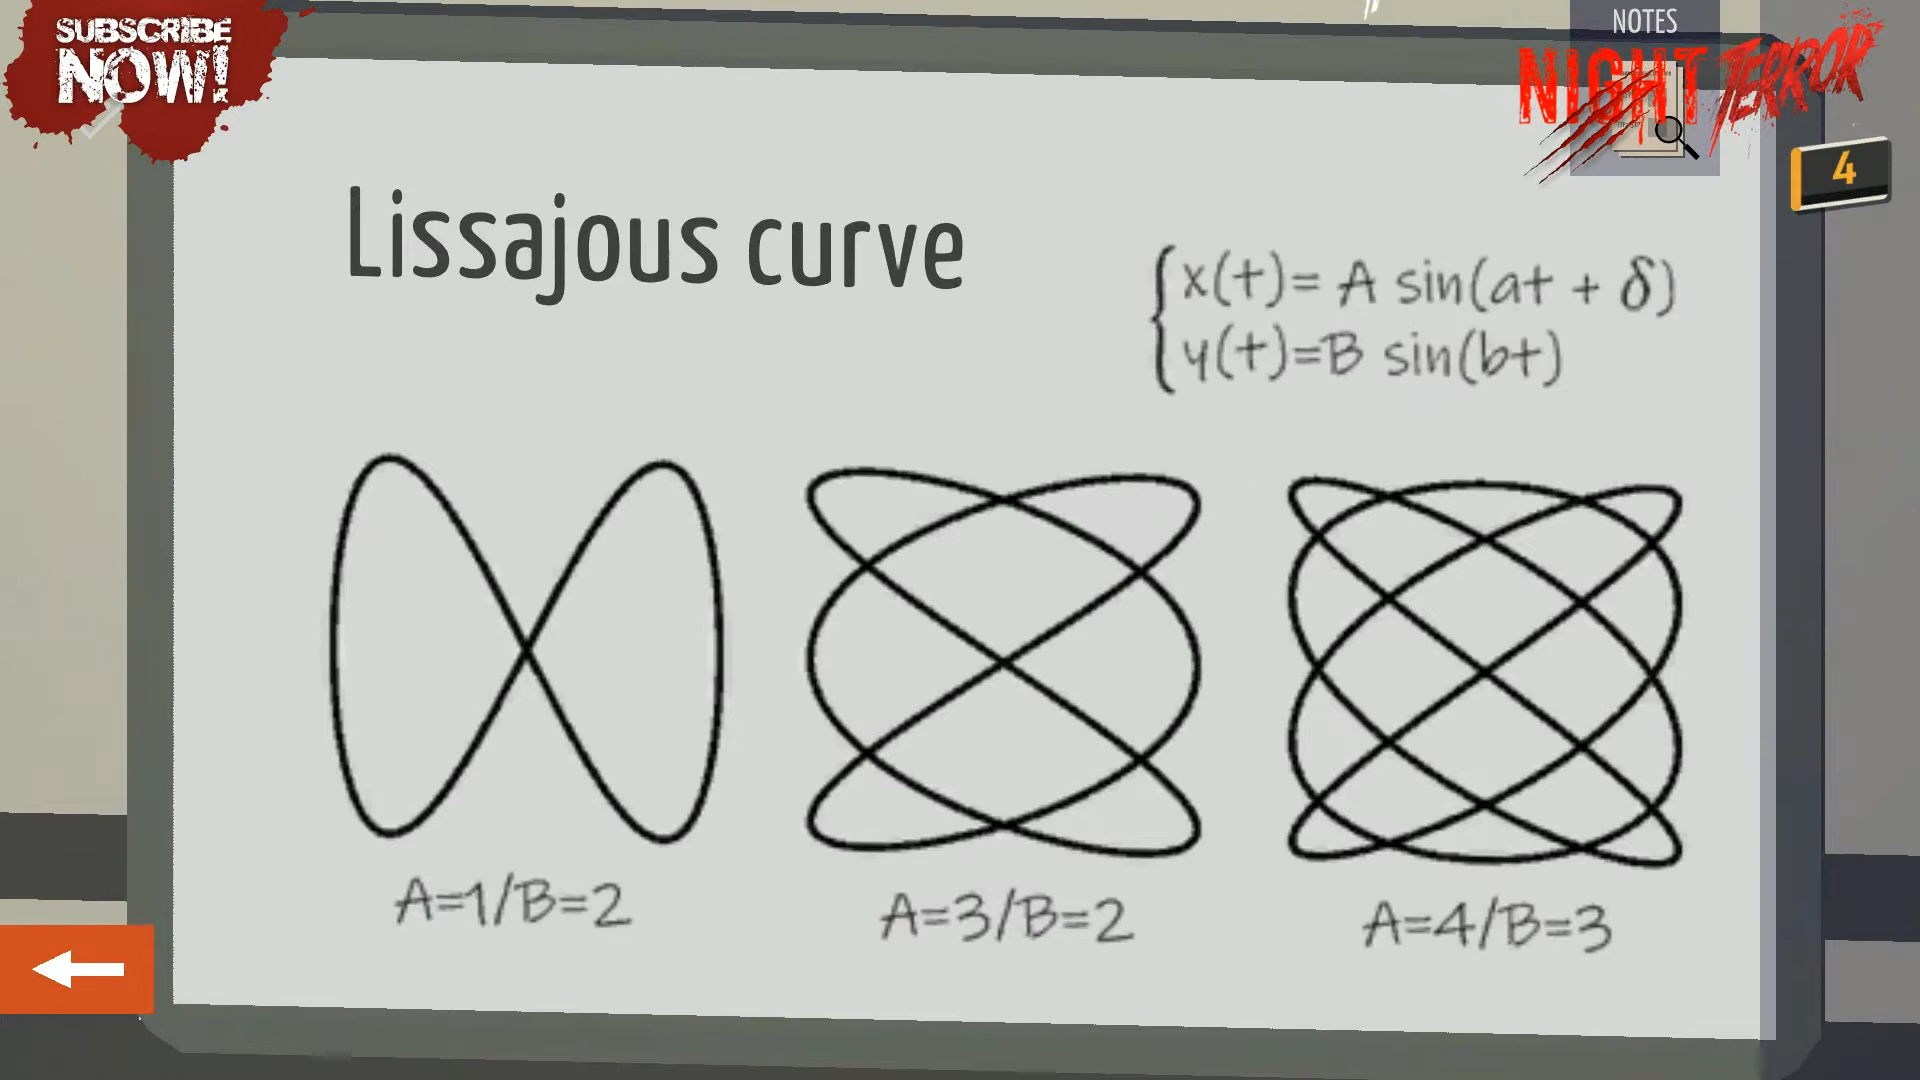 SUBSCRIBE
NOW!
NOTES
NIGHT TERROR
4
Lissajous curve
x(t)= A sin(at + δ)
y(t)=B sin(bt)
A=1/B=2
A=3/B=2
A=4/B=3